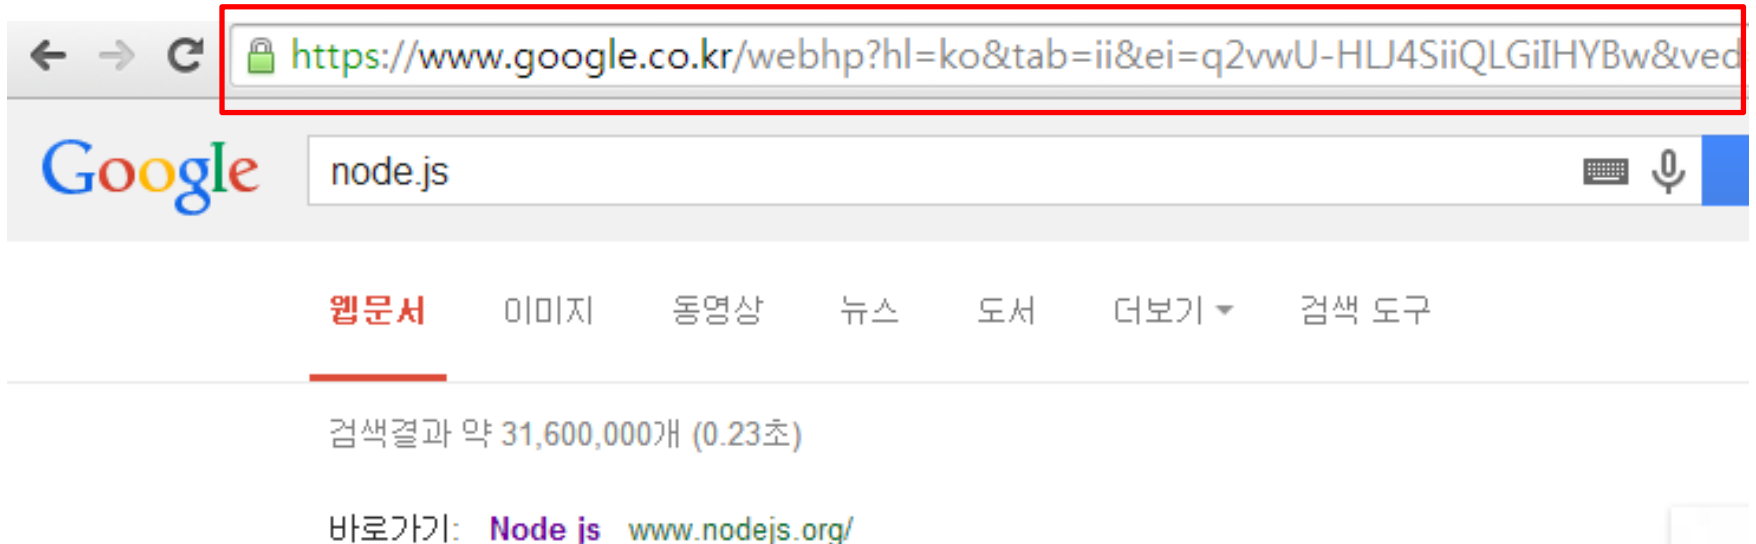 https://www.google.co.kr/webhp?hl=ko&tab=ii&ei=q2vwU-HLJ4SiiQLGiIHYBw&ved
Google node.js
웹문서 이미지 동영상 뉴스 도서 더보기 검색 도구
검색결과 약 31,600,000개 (0.23초)
바로가기: Node js www.nodejs.org/